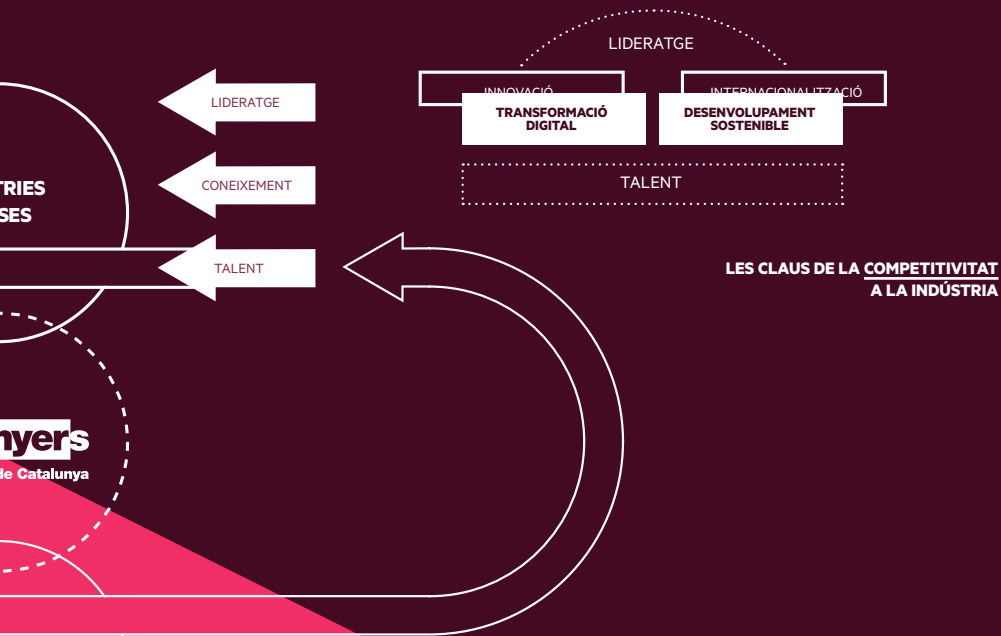 LIDERATGE
INNOVACIÓ
INTERNACIONALITZACIÓ
TRANSFORMACIÓ
DIGITAL
DESENVOLUPAMENT
SOSTENIBLE
TALENT
LIDERATGE
CONEIXEMENT
TALENT
TRIES
SES
LES CLAUS DE LA COMPETITIVITAT
A LA INDÚSTRIA
nyers
de Catalunya